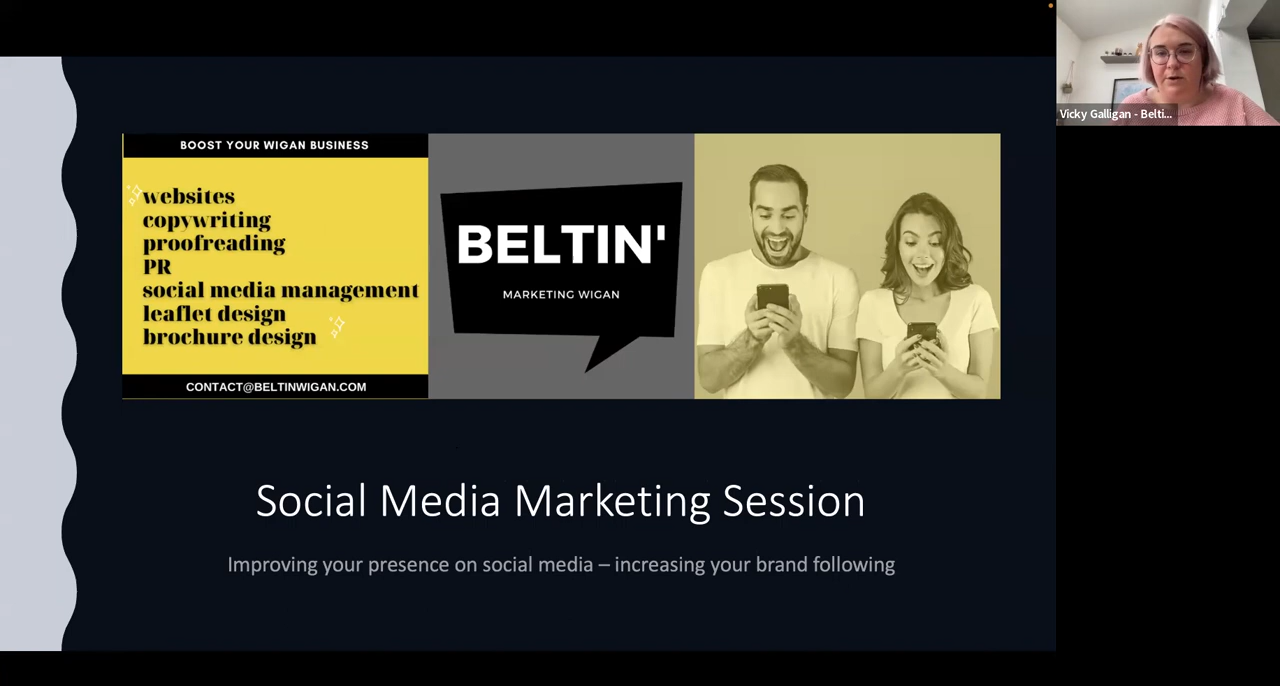 BOOST YOUR WIGAN BUSINESS
websites
copywriting
proofreading
PR
social media management
leaflet design
brochure design
CONTACT@BELTINWIGAN.COM
BELTIN'
MARKETING WIGAN
Social Media Marketing Session
Improving your presence on social media – increasing your brand following
Vicky Galligan - Belti...